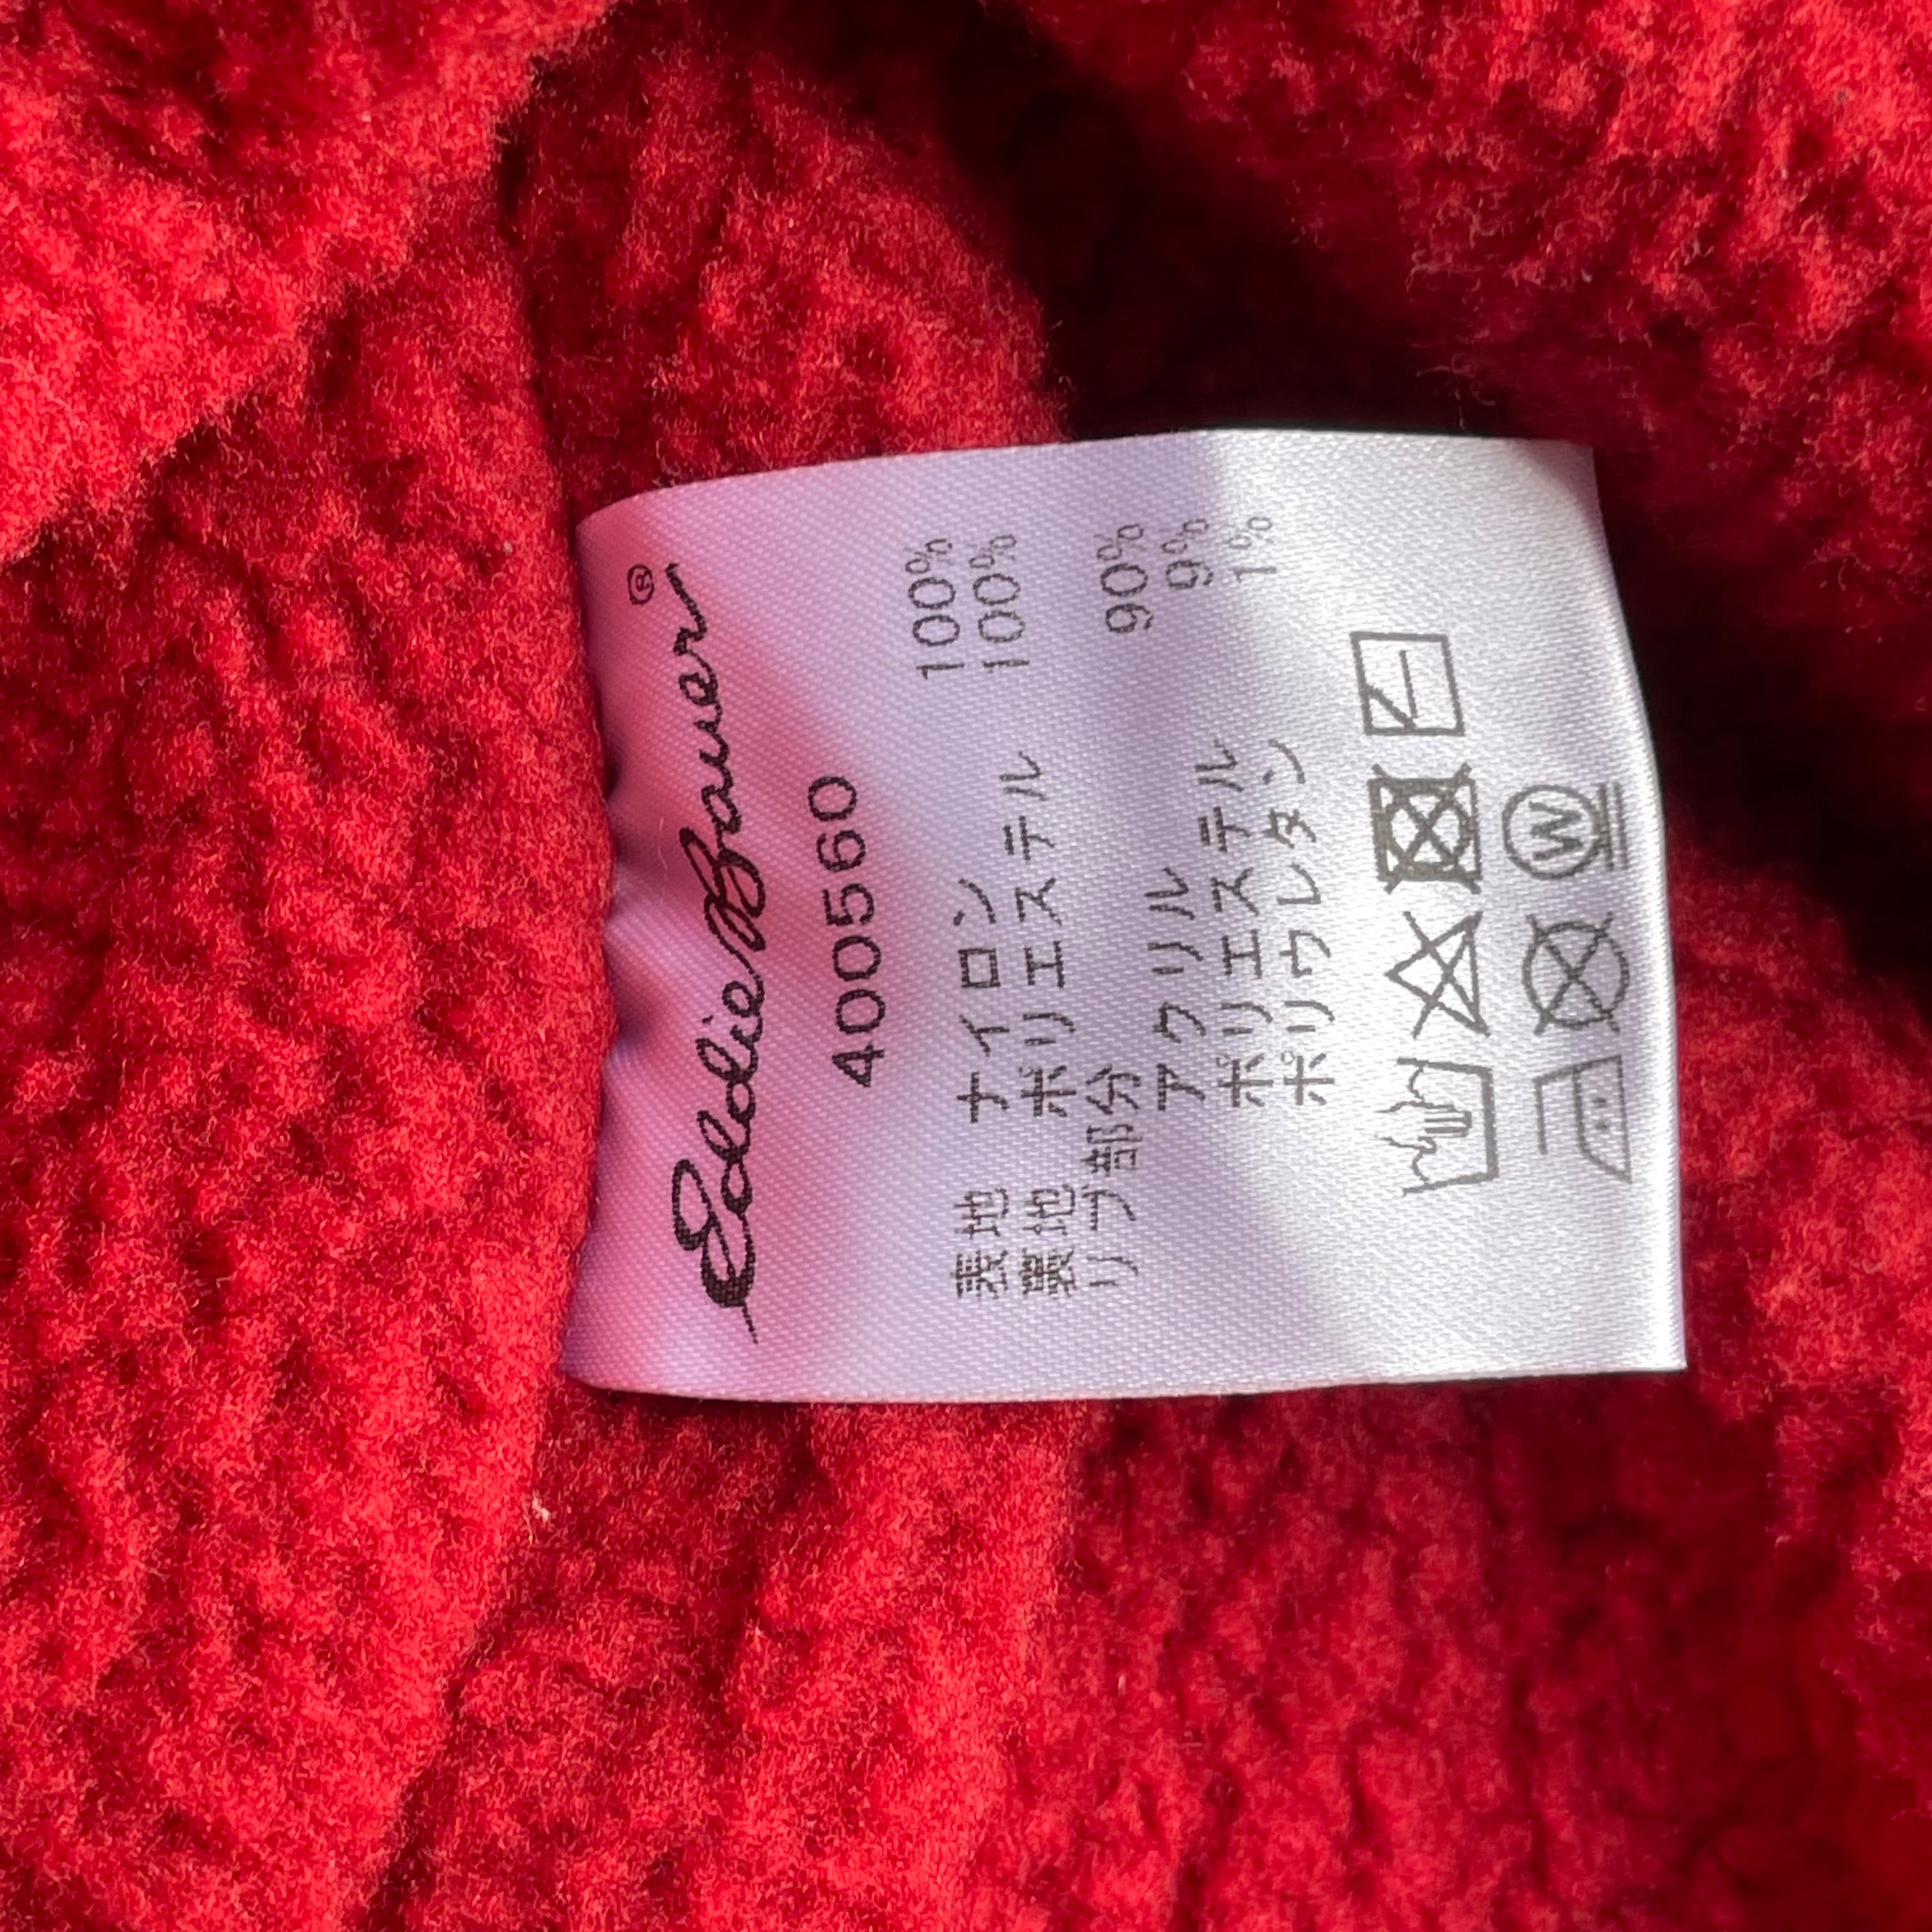 Eddie Bauer®
400560
表地 ナイロン 100%
裏地 ポリエステル 100%
リブ部分
アクリル 90%
ポリエステル 9%
ポリウレタン 1%
W